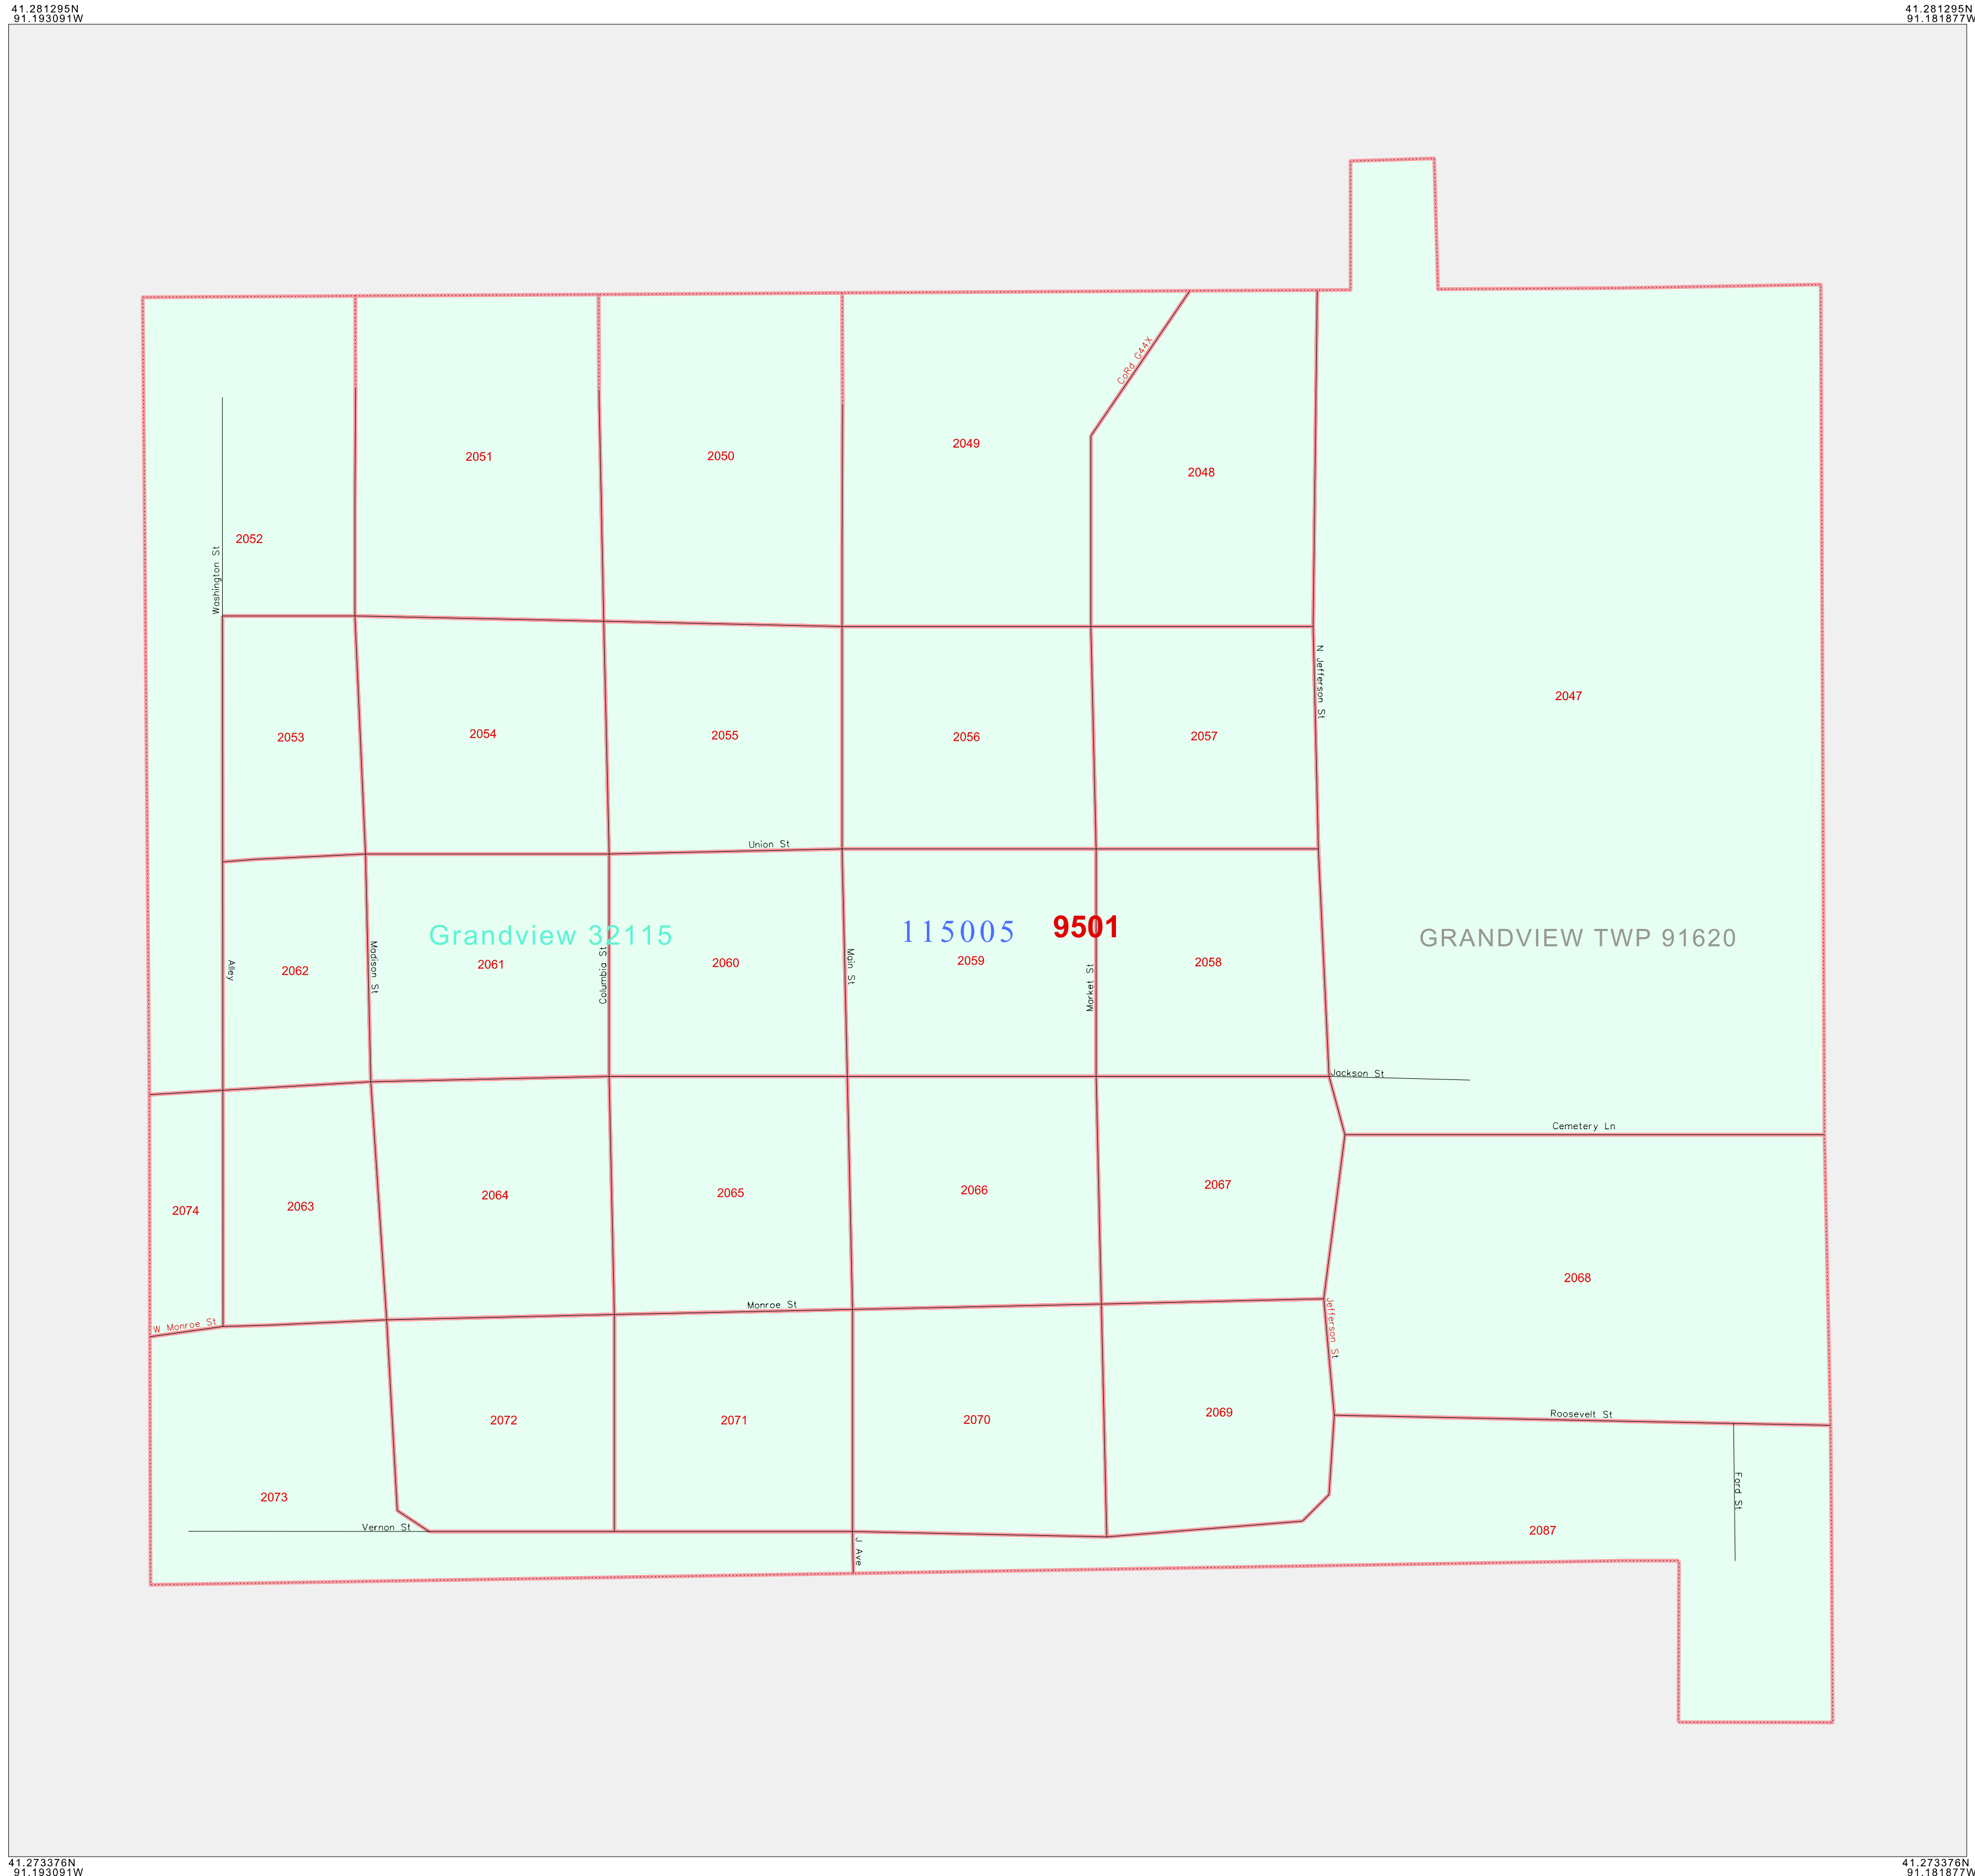 41.281295N
91.193091W
41.281295N
91.181877W
CoRd G44X
2049
2051
2050
2048
2052
Washington St
N Jefferson St
2047
2053
2054
2055
2056
2057
Union St
Grandview 32115
115005
9501
GRANDVIEW TWP 91620
Alley
2062
Madison St
2061
Columbia St
2060
Main St
2059
Market St
2058
Jackson St
Cemetery Ln
2074
2063
2064
2065
2066
2067
2068
W Monroe St
Monroe St
Jefferson St
2072
2071
2070
2069
Roosevelt St
Ford St
2073
Vernon St
J Ave
2087
41.273376N
91.193091W
41.273376N
91.181877W